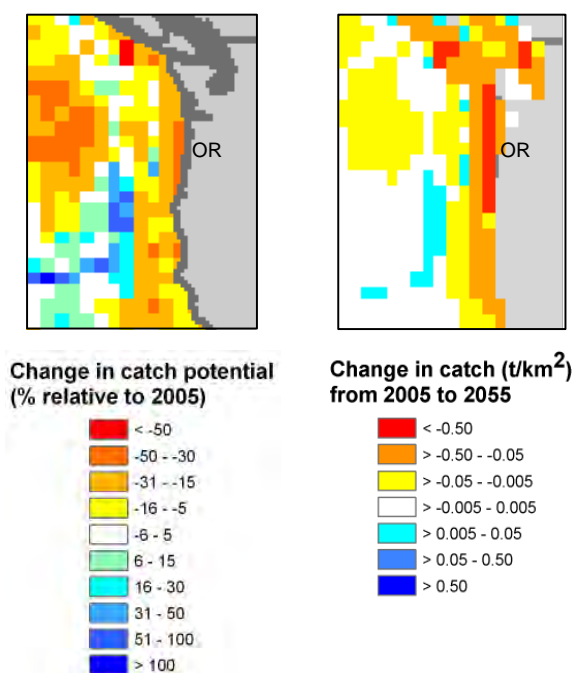 OR
OR
Change in catch potential
(% relative to 2005)
< -50
-50 - -30
-31 - -15
-16 - -5
-6 - 5
6 - 15
16 - 30
31 - 50
51 - 100
> 100
Change in catch (t/km²)
from 2005 to 2055
< -0.50
> -0.50 - -0.05
> -0.05 - -0.005
> -0.005 - 0.005
> 0.005 - 0.05
> 0.05 - 0.50
> 0.50